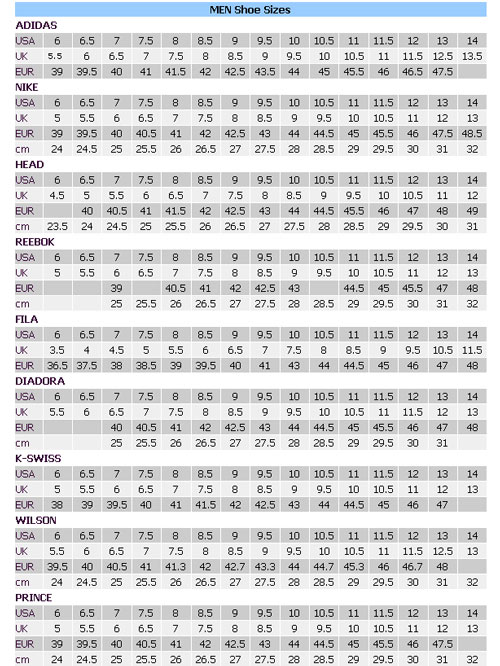 MEN Shoe Sizes
ADIDAS
USA 6 6.5 7 7.5 8 8.5 9 9.5 10 10.5 11 11.5 12 13 14
UK 5.5 6 6.5 7 7.5 8 8.5 9 9.5 10 10.5 11 11.5 12.5 13.5
EUR 39 39.5 40 41 41.5 42 42.5 43.5 44 45 45.5 46 46.5 47.5
NIKE
USA 6 6.5 7 7.5 8 8.5 9 9.5 10 10.5 11 11.5 12 13 14
UK 5 5.5 6 6.5 7 7.5 8 8.5 9 9.5 10 10.5 11 12 13
EUR 39 39.5 40 40.5 41 42 42.5 43 44 44.5 45 45.5 46 47.5 48.5
cm 24 24.5 25 25.5 26 26.5 27 27.5 28 28.5 29 29.5 30 31 32
HEAD
USA 6 6.5 7 7.5 8 8.5 9 9.5 10 10.5 11 11.5 12 13 14
UK 4.5 5 5.5 6 6.5 7 7.5 8 8.5 9 9.5 10 10.5 11 12
EUR 40 40.5 41 41.5 42 42.5 43 44 44.5 45.5 46 47 48 49
cm 23.5 24 24.5 25 25.5 26 26.5 27 27.5 28 28.5 29 29.5 30 31
REEBOK
USA 6 6.5 7 7.5 8 8.5 9 9.5 10 10.5 11 11.5 12 13 14
UK 5 5.5 6 6.5 7 7.5 8 8.5 9 9.5 10 10.5 11 12 13
EUR 39 40.5 41 42 42.5 43 44.5 45 45.5 47 48
cm 25 25.5 26 26.5 27 27.5 28 28.5 29 29.5 30 31 32
FILA
USA 6 6.5 7 7.5 8 8.5 9 9.5 10 10.5 11 11.5 12 13 14
UK 3.5 4 4.5 5 5.5 6 6.5 7 7.5 8 8.5 9 9.5 10.5 11.5
EUR 36.5 37.5 38 38.5 39 39.5 40 41 43 44 44.5 45 46 47 48
DIADORA
USA 6 6.5 7 7.5 8 8.5 9 9.5 10 10.5 11 11.5 12 13 14
UK 5.5 6 6.5 7 7.5 8 8.5 9 9.5 10 10.5 11 11.5 12 13
EUR 40 40.5 41 42 42.5 43 44 44.5 45 45.5 46 47 48
cm 25 25.5 26 26.5 27 27.5 28 28.5 29 29.5 30 31
K-SWISS
USA 6 6.5 7 7.5 8 8.5 9 9.5 10 10.5 11 11.5 12 13 14
UK 5 5.5 6 6.5 7 7.5 8 8.5 9 9.5 10 10.5 11 12 13
EUR 38 39 39.5 40 41 41.5 42 42.5 43 44 44.5 45 46 47
WILSON
USA 6 6.5 7 7.5 8 8.5 9 9.5 10 10.5 11 11.5 12 13 14
UK 5.5 6 6.5 7 7.5 8 8.5 9 9.5 10 10.5 11 11.5 12.5 13
EUR 39.5 40 40.5 41 41.3 42 42.7 43.3 44 44.7 45.3 46 46.7 48
cm 24 24.5 25 25.5 26 26.5 27 27.5 28 28.5 29 29.5 30 31 32
PRINCE
USA 6 6.5 7 7.5 8 8.5 9 9.5 10 10.5 11 11.5 12 13 14
UK 5 5.5 6 6.5 7 7.5 8 8.5 9 9.5 10 10.5 11 12 13
EUR 39 40 40.5 41 42 42.5 43 44 44.5 45 45.5 46 46.5 47.5
cm 24 24.5 25 25.5 26 26.5 27 27.5 28 28.5 29 29.5 30 31 32